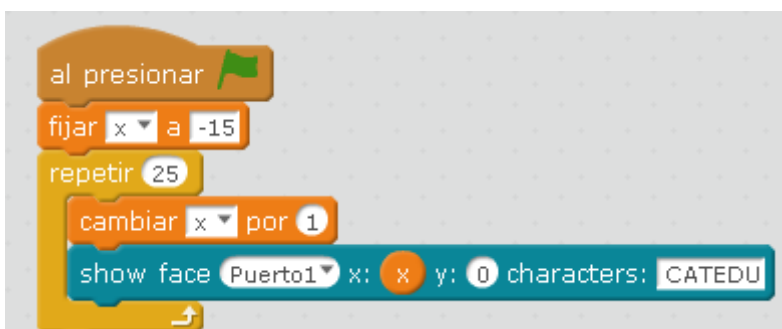 al presionar
fijar x a -15
repetir 25
cambiar x por 1
show face Puerto1 x: x y: 0 characters: CATEDU